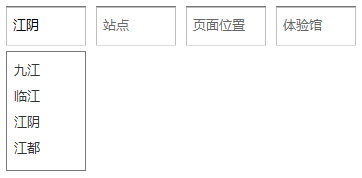 江阴 站点 页面位置 体验馆
九江
临江
江阴
江都